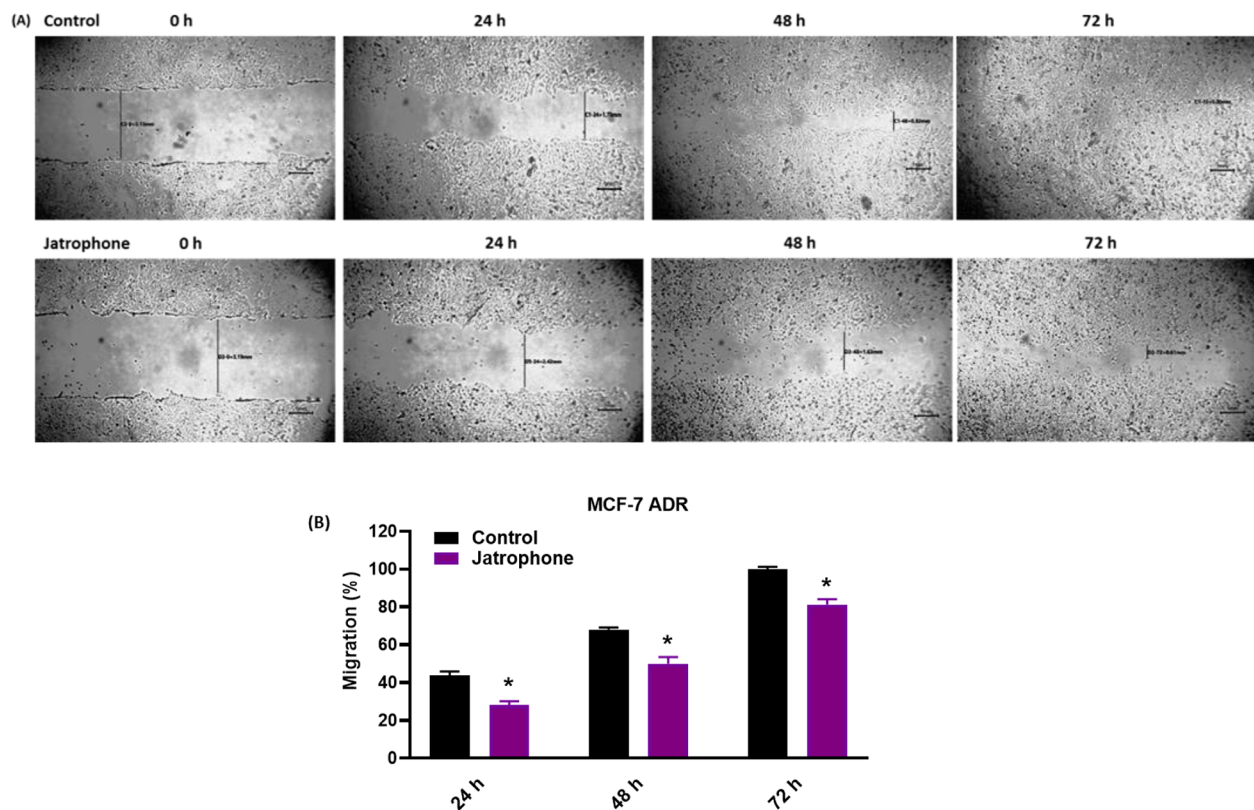 (A) Control 0 h 24 h 48 h 72 h
Jatrophone 0 h 24 h 48 h 72 h
MCF-7 ADR
(B)
Control
Jatrophone
Migration (%)
120
100
80
60
40
20
0
* * *
24 h 48 h 72 h